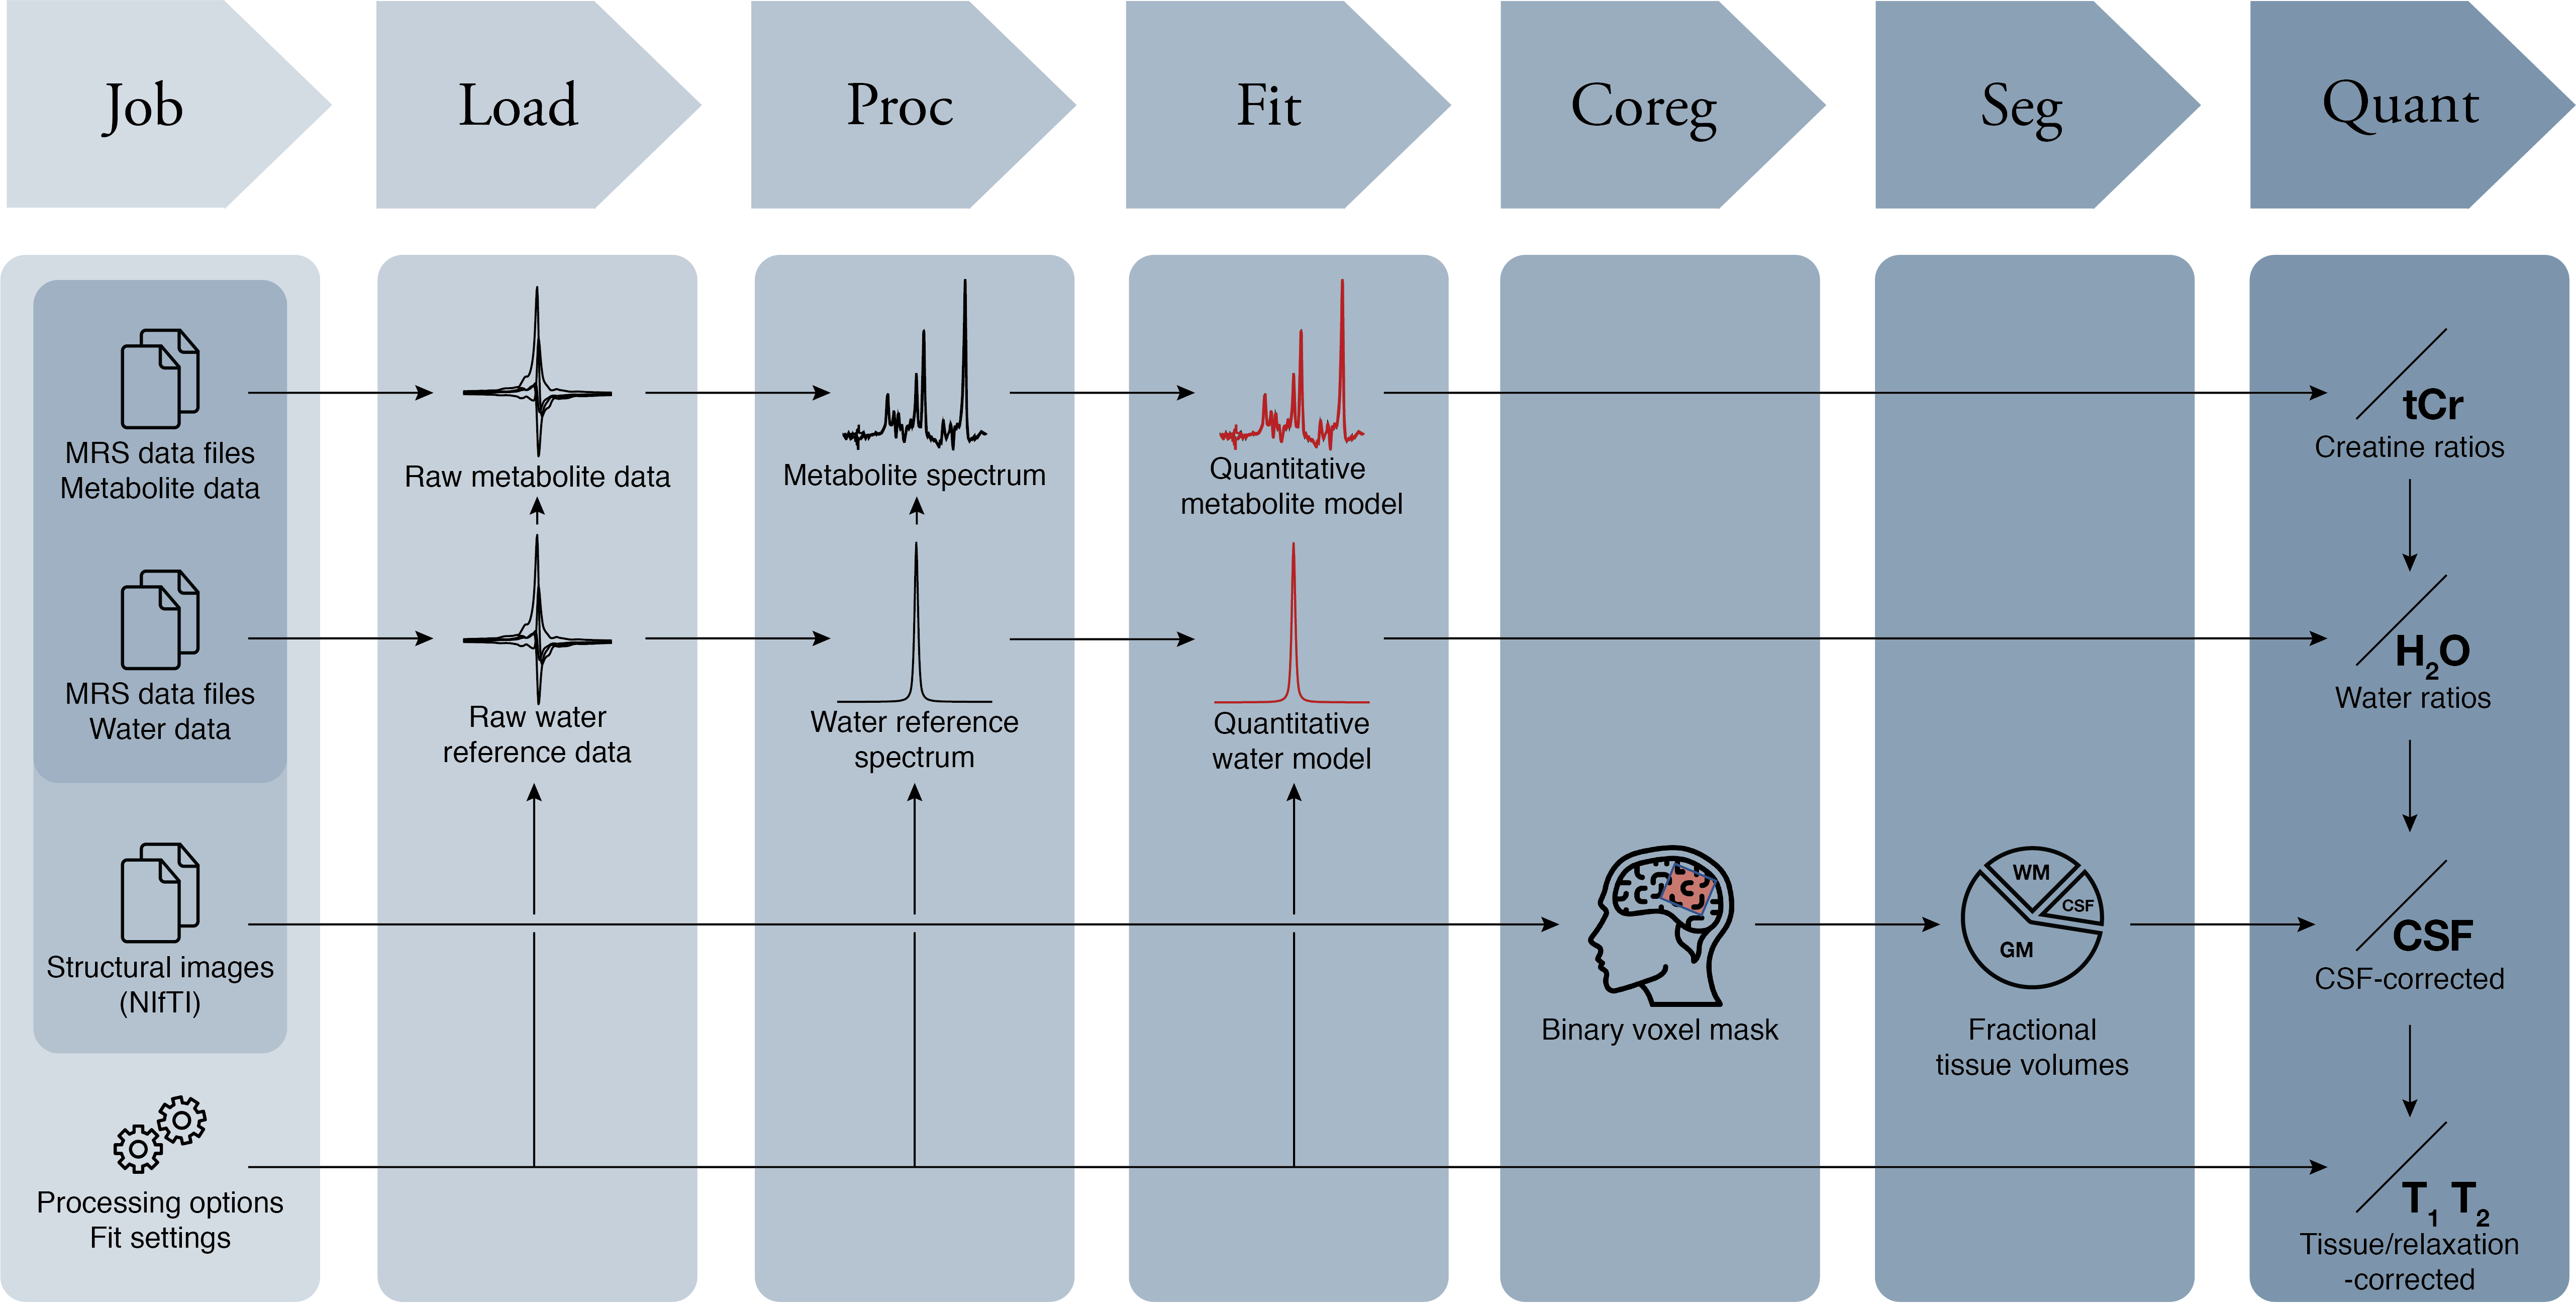 Job
Load
Proc
Fit
Coreg
Seg
Quant
MRS data files
Metabolite data
Raw metabolite data
Metabolite spectrum
Quantitative
metabolite model
tCr
Creatine ratios
MRS data files
Water data
Raw water
reference data
Water reference
spectrum
Quantitative
water model
H₂O
Water ratios
Structural images
(NIfTI)
Binary voxel mask
WM
CSF
GM
Fractional
tissue volumes
CSF
CSF-corrected
Processing options
Fit settings
T₁ T₂
Tissue/relaxation
-corrected